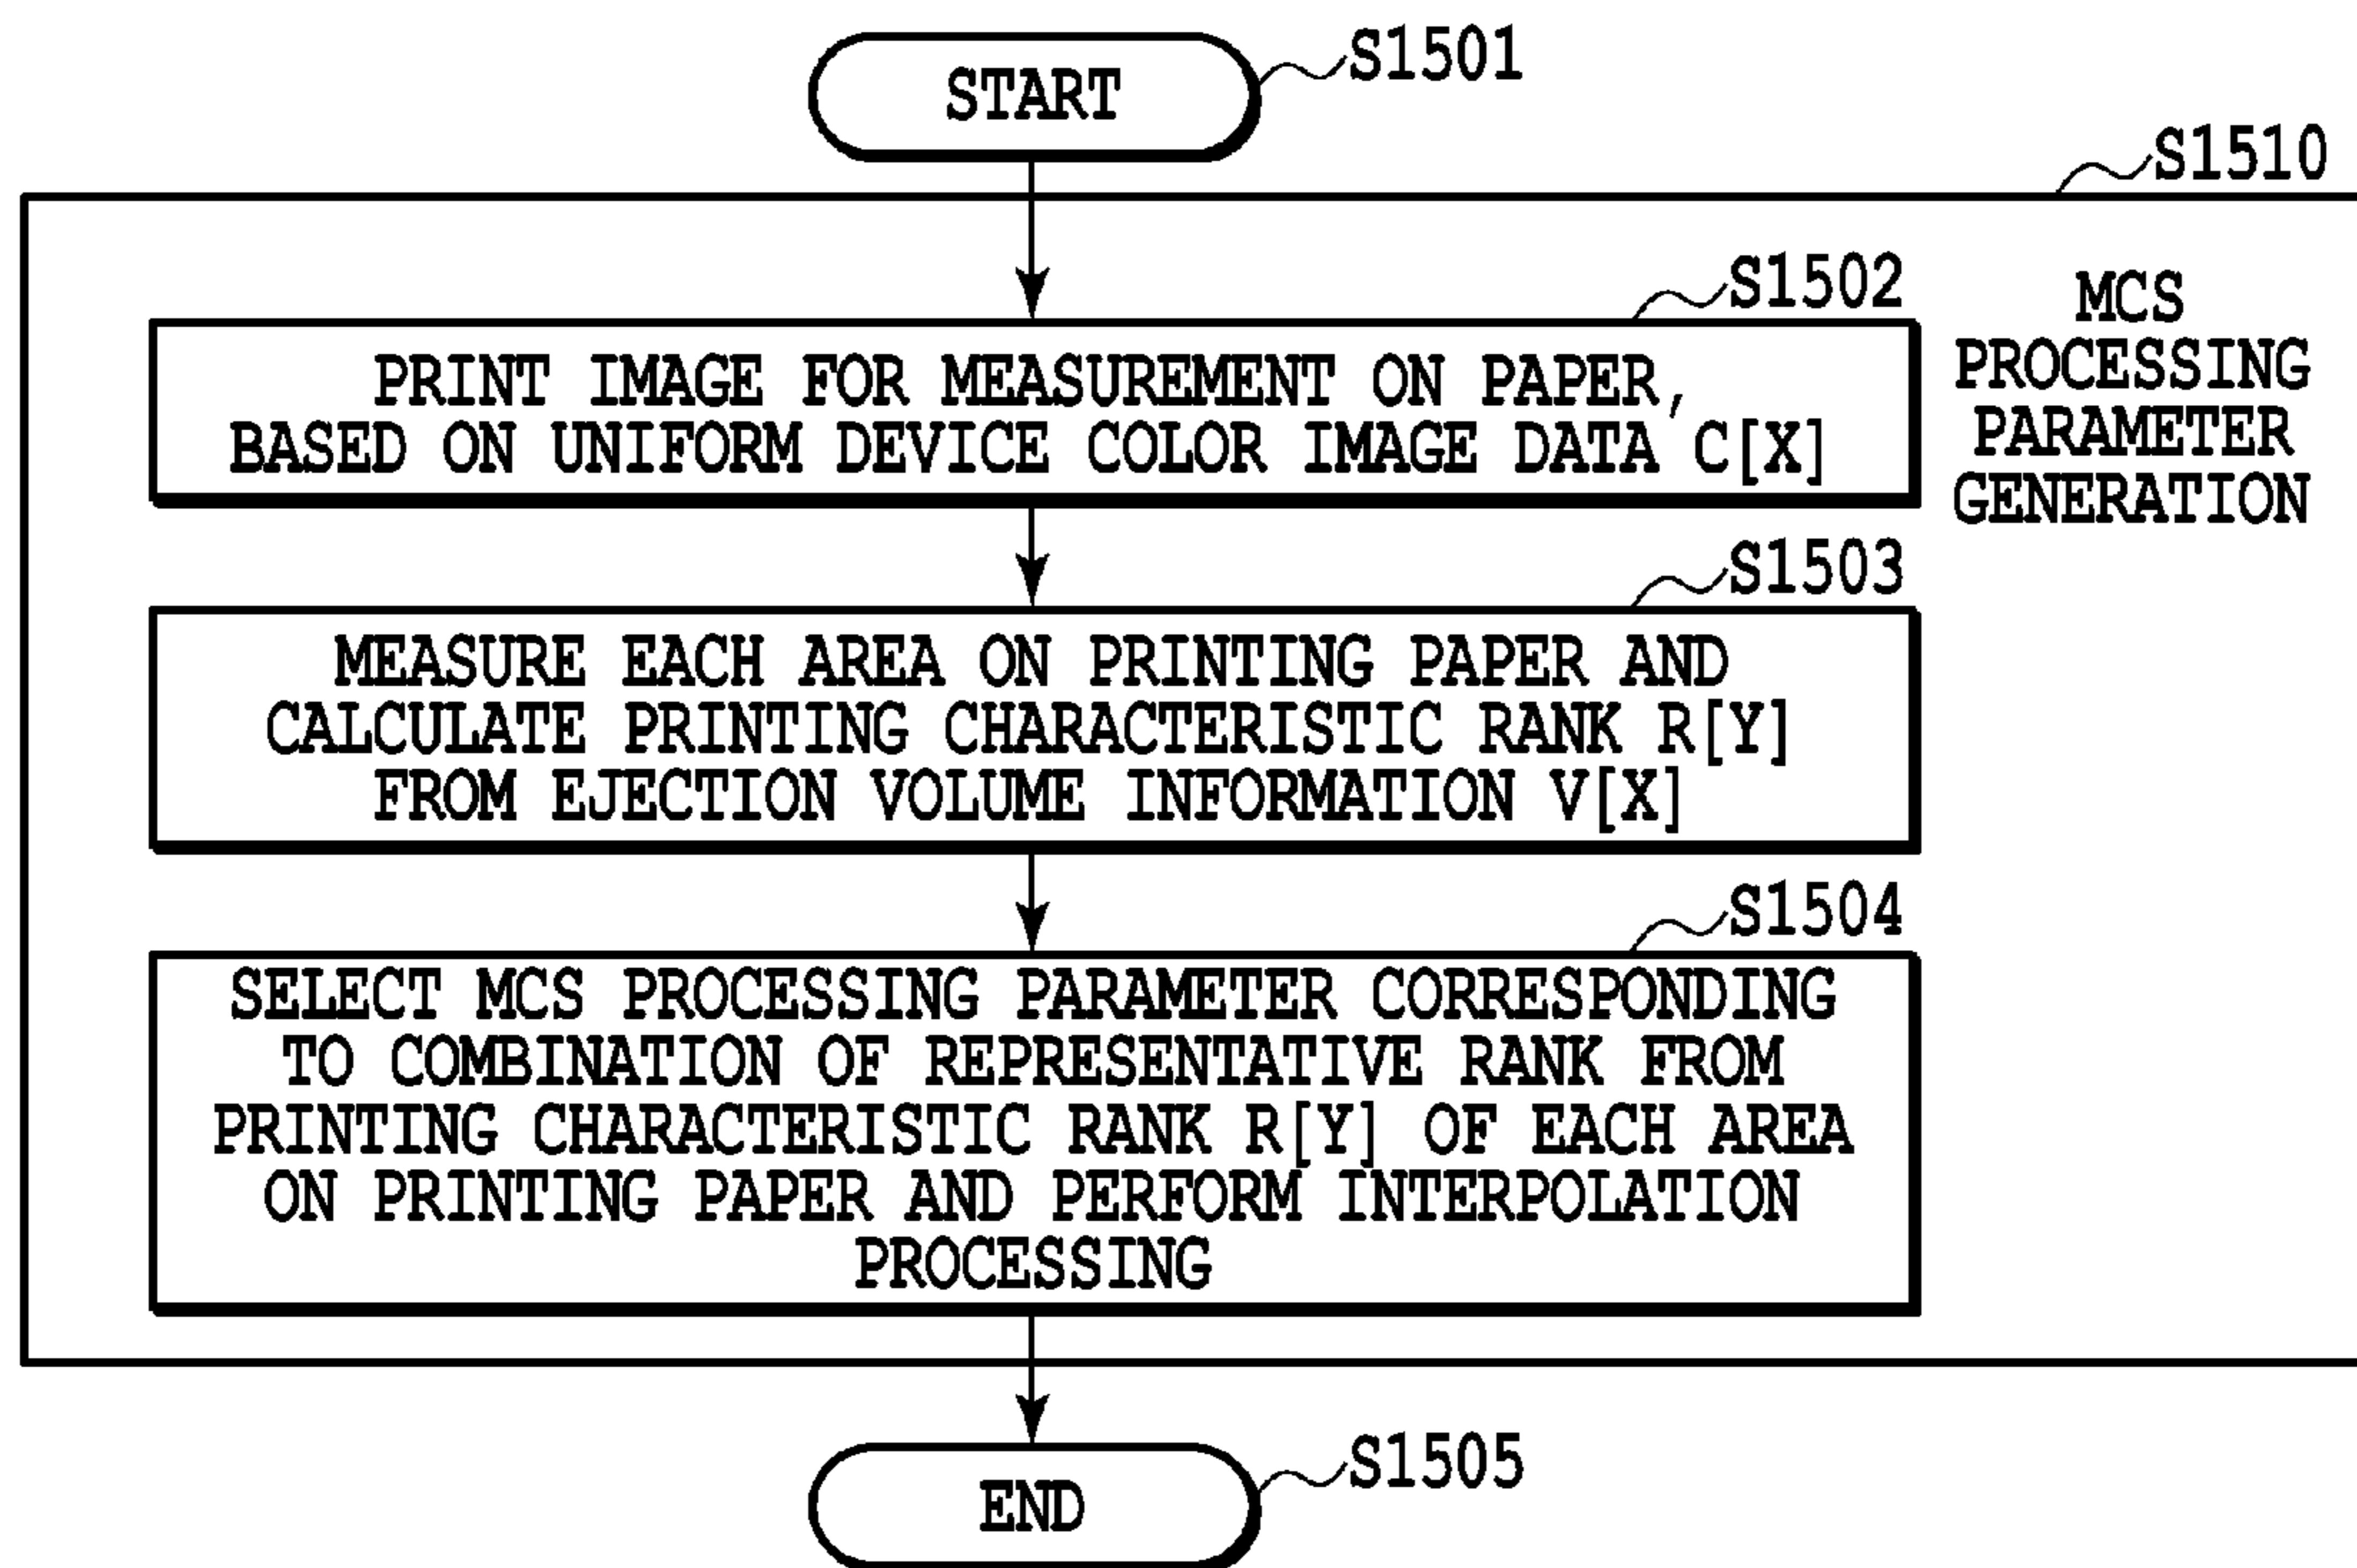 START
S1501
S1510
S1502
MCS
PROCESSING
PARAMETER
GENERATION
PRINT IMAGE FOR MEASUREMENT ON PAPER,
BASED ON UNIFORM DEVICE COLOR IMAGE DATA C[X]
S1503
MEASURE EACH AREA ON PRINTING PAPER AND
CALCULATE PRINTING CHARACTERISTIC RANK R[Y]
FROM EJECTION VOLUME INFORMATION V[X]
S1504
SELECT MCS PROCESSING PARAMETER CORRESPONDING
TO COMBINATION OF REPRESENTATIVE RANK FROM
PRINTING CHARACTERISTIC RANK R[Y] OF EACH AREA
ON PRINTING PAPER AND PERFORM INTERPOLATION
PROCESSING
END
S1505